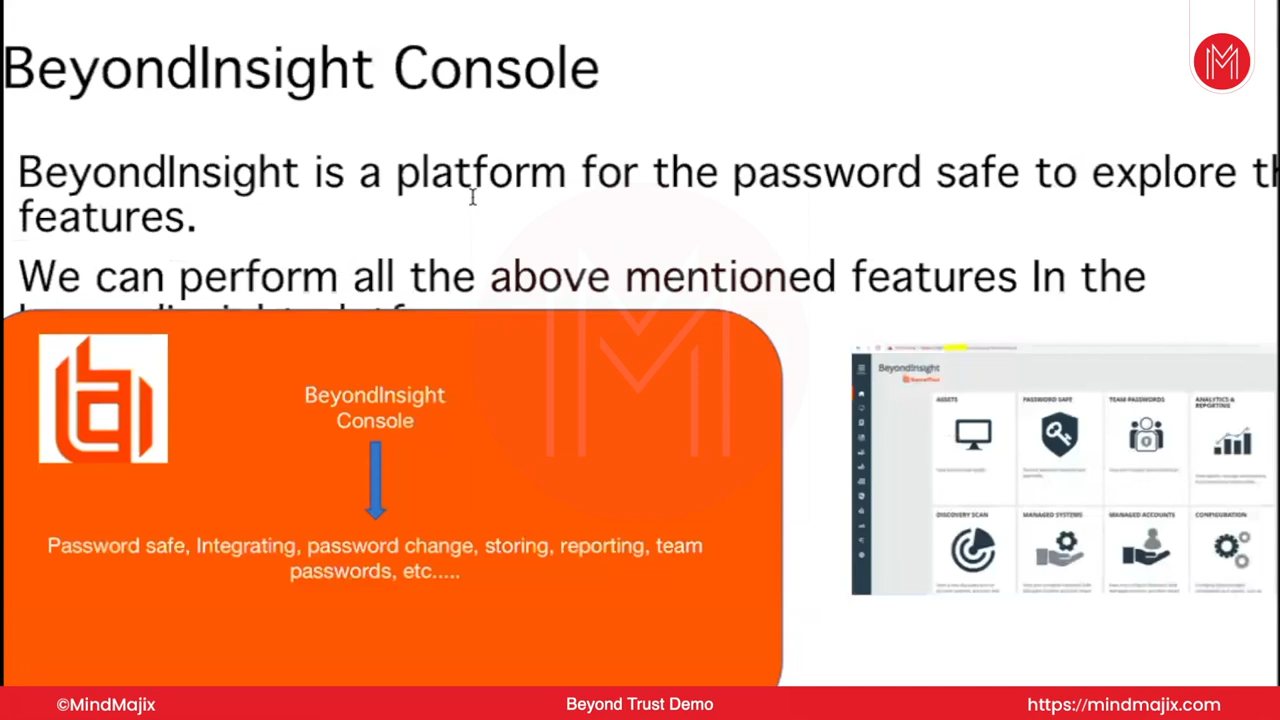 BeyondInsight Console
BeyondInsight is a platform for the password safe to explore th
features.
We can perform all the above mentioned features In the
BeyondInsight
Console
Password safe, Integrating, password change, storing, reporting, team
passwords, etc.....
BeyondInsight
BeyondTrust
ASSETS
PASSWORD SAFE
TEAM PASSWORDS
ANALYTICS &
REPORTING
DISCOVERY SCAN
MANAGED SYSTEMS
MANAGED ACCOUNTS
CONFIGURATION
©MindMajix
Beyond Trust Demo
https://mindmajix.com